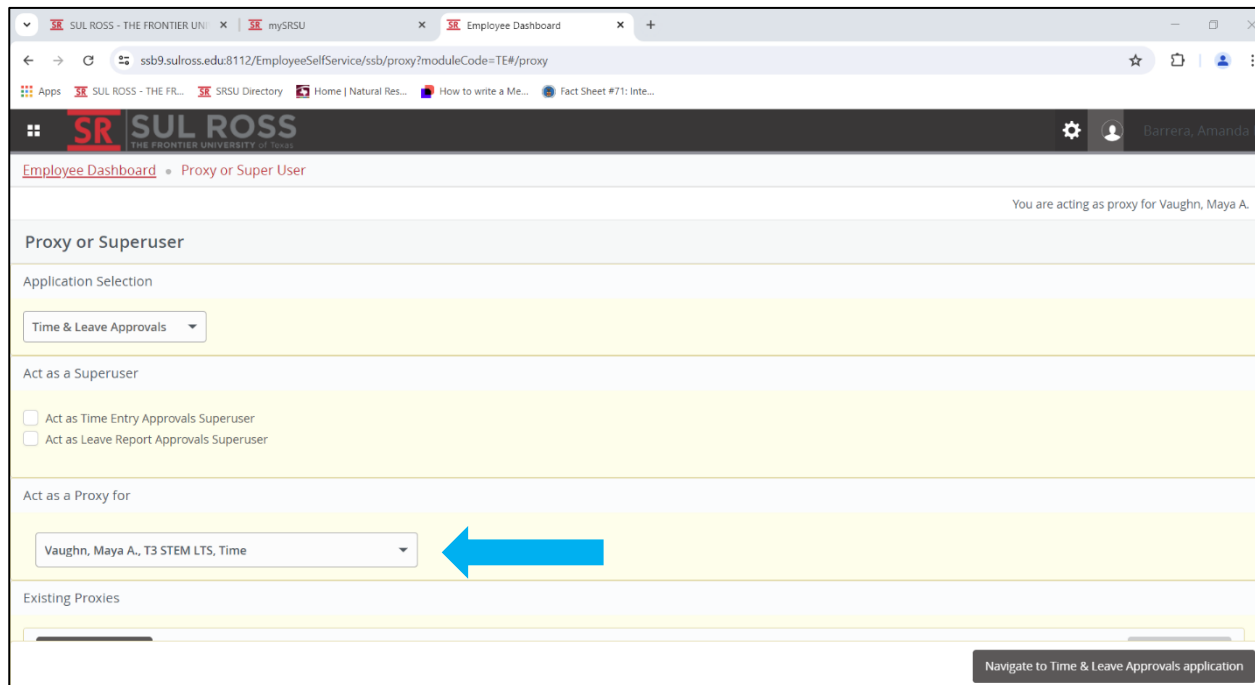 SR SUL ROSS - THE FRONTIER UNI SR mySRSU SR Employee Dashboard
ssb9.sulross.edu:8112/EmployeeSelfService/ssb/proxy?moduleCode=TE#/proxy
Apps SR SUL ROSS - THE FR... SR SRSU Directory Home | Natural Res... How to write a Me... Fact Sheet #71: Inte...
SR SUL ROSS
THE FRONTIER UNIVERSITY of Texas
Barrera, Amanda
Employee Dashboard • Proxy or Super User
You are acting as proxy for Vaughn, Maya A.
Proxy or Superuser
Application Selection
Time & Leave Approvals
Act as a Superuser
Act as Time Entry Approvals Superuser
Act as Leave Report Approvals Superuser
Act as a Proxy for
Vaughn, Maya A., T3 STEM LTS, Time
Existing Proxies
Navigate to Time & Leave Approvals application